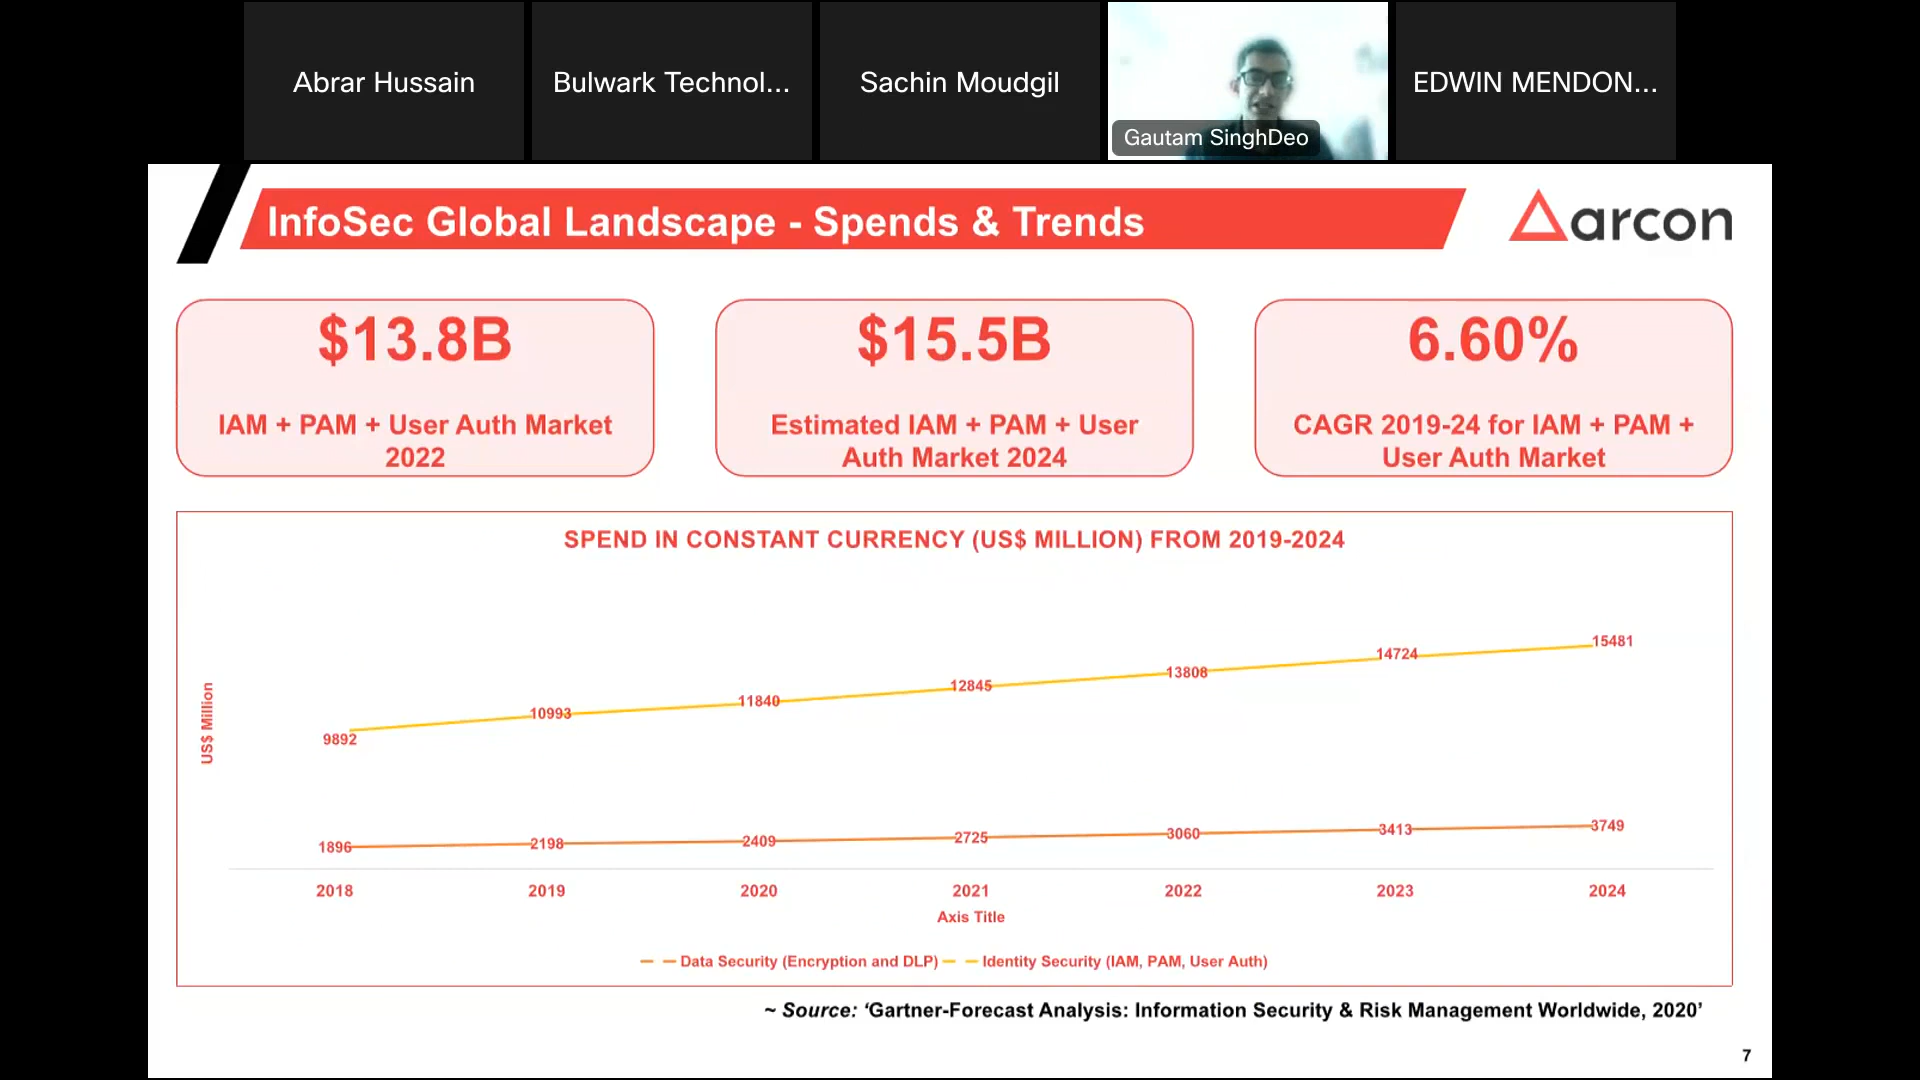 Abrar Hussain
Bulwark Technol...
Sachin Moudgil
Gautam SinghDeo
EDWIN MENDON...
InfoSec Global Landscape - Spends & Trends
arcon
$13.8B
IAM + PAM + User Auth Market
2022
$15.5B
Estimated IAM + PAM + User
Auth Market 2024
6.60%
CAGR 2019-24 for IAM + PAM +
User Auth Market
SPEND IN CONSTANT CURRENCY (US$ MILLION) FROM 2019-2024
US$ Million
9892
10993
11840
12845
13808
14724
15481
1896
2198
2409
2725
3060
3413
3749
2018
2019
2020
2021
2022
2023
2024
Axis Title
Data Security (Encryption and DLP)
Identity Security (IAM, PAM, User Auth)
~ Source: ‘Gartner-Forecast Analysis: Information Security & Risk Management Worldwide, 2020’
7